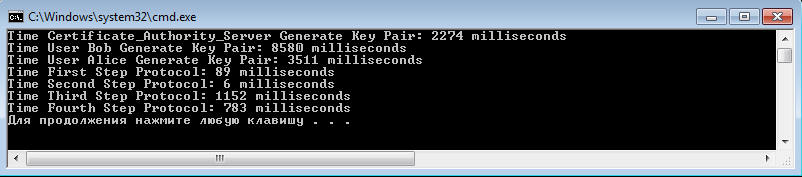 C:\Windows\system32\cmd.exe
Time Certificate_Authority_Server Generate Key Pair: 2274 milliseconds
Time User Bob Generate Key Pair: 8580 milliseconds
Time User Alice Generate Key Pair: 3511 milliseconds
Time First Step Protocol: 89 milliseconds
Time Second Step Protocol: 6 milliseconds
Time Third Step Protocol: 1152 milliseconds
Time Fourth Step Protocol: 783 milliseconds
Для продолжения нажмите любую клавишу . . .